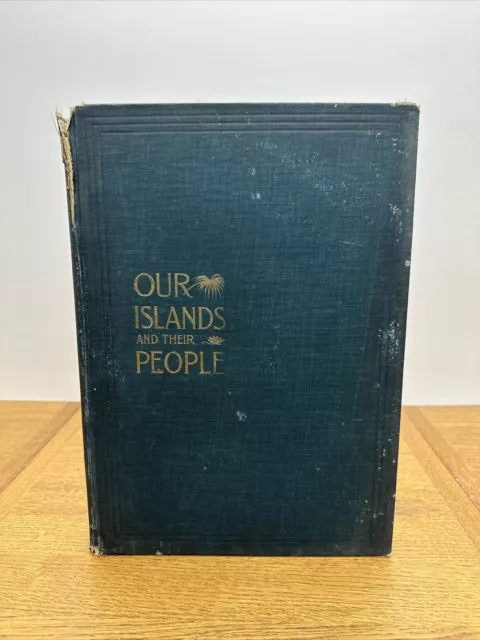 OUR
ISLANDS
AND THEIR
PEOPLE